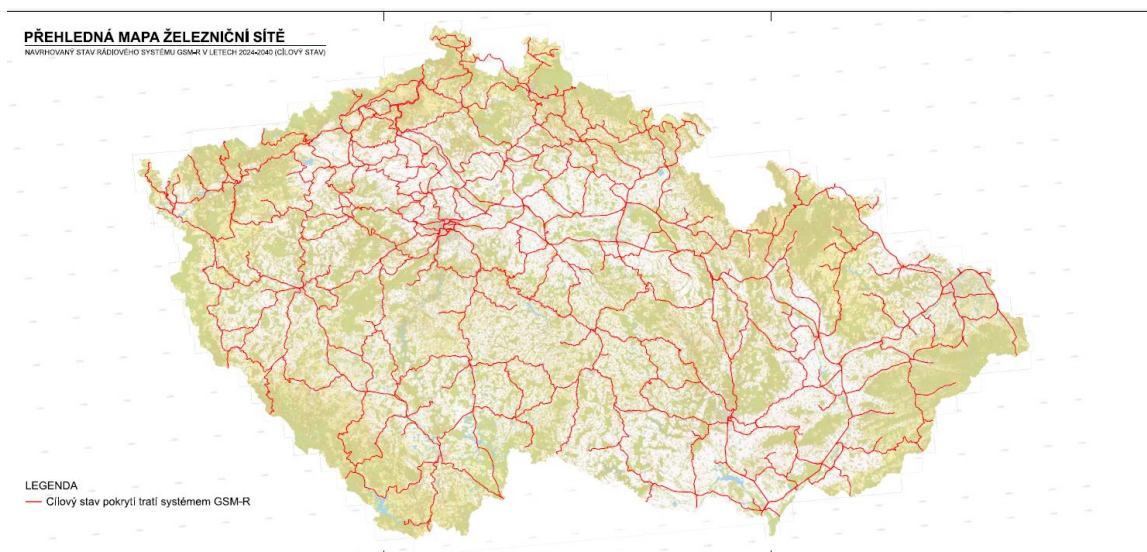 PŘEHLEDNÁ MAPA ŽELEZNIČNÍ SÍTĚ
NAVRHOVANÝ STAV RÁDIOVÉHO SYSTÉMU GSM-R V LETECH 2024-2040 (CÍLOVÝ STAV)
LEGENDA
Cílový stav pokrytí tratí systémem GSM-R